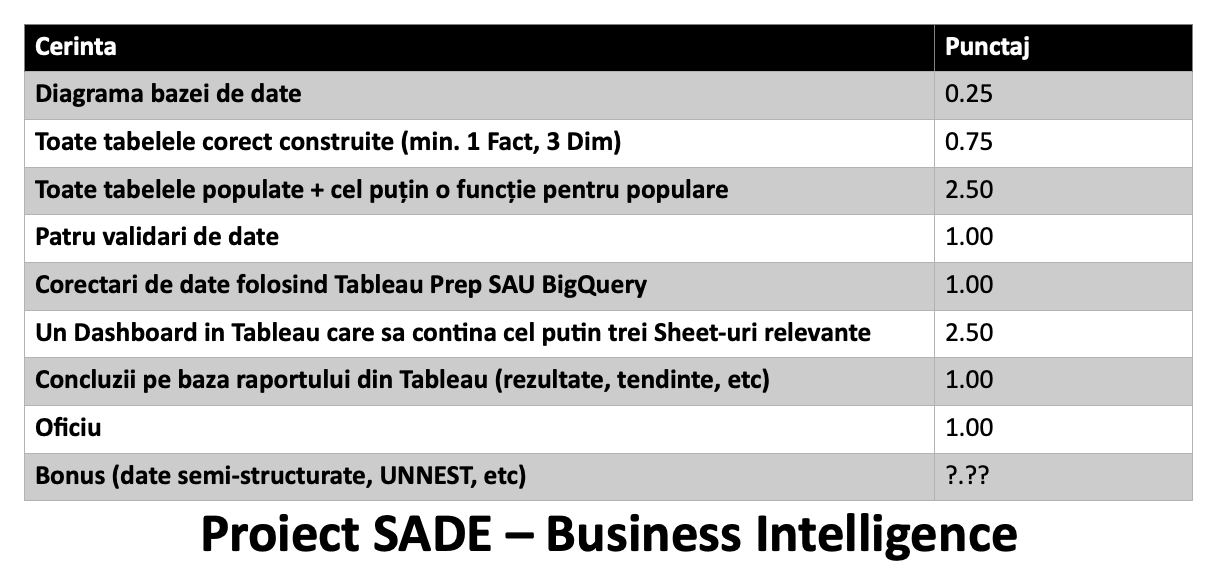 Cerinta Punctaj
Diagrama bazei de date 0.25
Toate tabelele corect construite (min. 1 Fact, 3 Dim) 0.75
Toate tabelele populate + cel puțin o funcție pentru populare 2.50
Patru validari de date 1.00
Corectari de date folosind Tableau Prep SAU BigQuery 1.00
Un Dashboard in Tableau care sa contina cel putin trei Sheet-uri relevante 2.50
Concluzii pe baza raportului din Tableau (rezultate, tendinte, etc) 1.00
Oficiu 1.00
Bonus (date semi-structurate, UNNEST, etc) ?.??
Proiect SADE – Business Intelligence